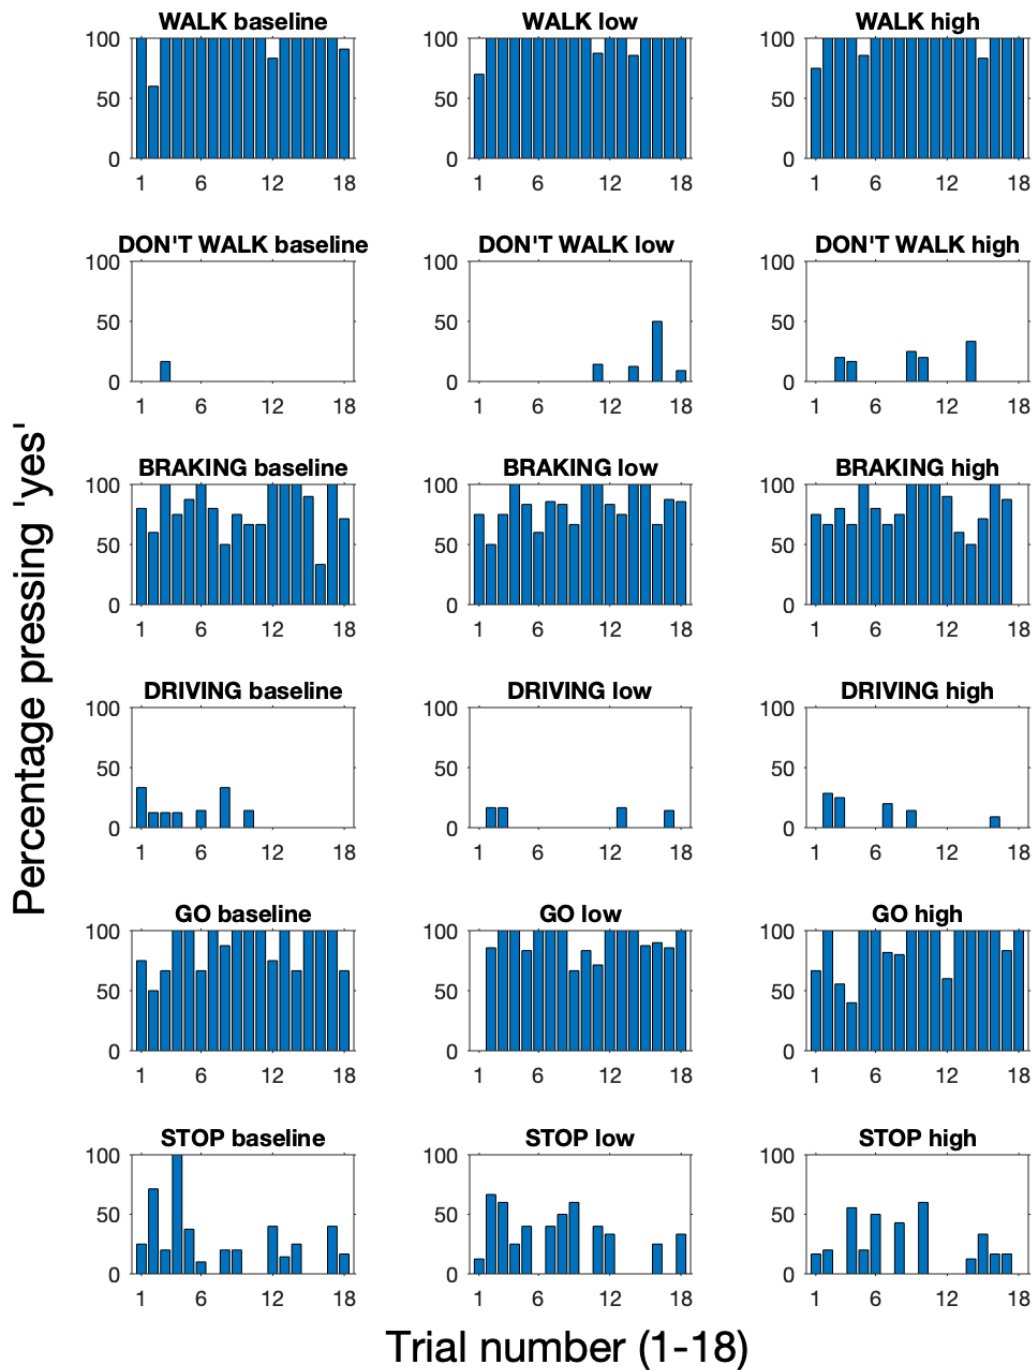 WALK baseline
WALK low
WALK high
100
50
0
1 6 12 18
100
50
0
1 6 12 18
100
50
0
1 6 12 18
DON'T WALK baseline
DON'T WALK low
DON'T WALK high
100
50
0
1 6 12 18
100
50
0
1 6 12 18
100
50
0
1 6 12 18
BRAKING baseline
BRAKING low
BRAKING high
100
50
0
1 6 12 18
100
50
0
1 6 12 18
100
50
0
1 6 12 18
DRIVING baseline
DRIVING low
DRIVING high
100
50
0
1 6 12 18
100
50
0
1 6 12 18
100
50
0
1 6 12 18
GO baseline
GO low
GO high
100
50
0
1 6 12 18
100
50
0
1 6 12 18
100
50
0
1 6 12 18
STOP baseline
STOP low
STOP high
100
50
0
1 6 12 18
100
50
0
1 6 12 18
100
50
0
1 6 12 18
Percentage pressing 'yes'
Trial number (1-18)